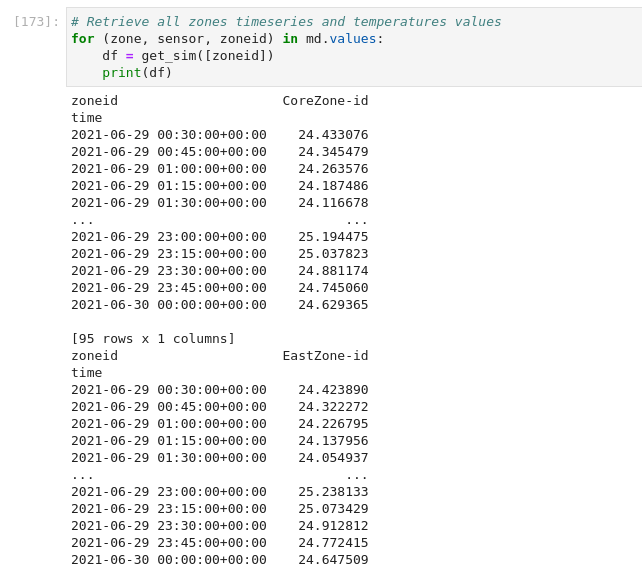 [173]: # Retrieve all zones timeseries and temperatures values
for (zone, sensor, zoneid) in md.values:
    df = get_sim([zoneid])
    print(df)
zoneid                     CoreZone-id
time
2021-06-29 00:30:00+00:00    24.433076
2021-06-29 00:45:00+00:00    24.345479
2021-06-29 01:00:00+00:00    24.263576
2021-06-29 01:15:00+00:00    24.187486
2021-06-29 01:30:00+00:00    24.116678
...                                ...
2021-06-29 23:00:00+00:00    25.194475
2021-06-29 23:15:00+00:00    25.037823
2021-06-29 23:30:00+00:00    24.881174
2021-06-29 23:45:00+00:00    24.745060
2021-06-30 00:00:00+00:00    24.629365

[95 rows x 1 columns]
zoneid                     EastZone-id
time
2021-06-29 00:30:00+00:00    24.423890
2021-06-29 00:45:00+00:00    24.322272
2021-06-29 01:00:00+00:00    24.226795
2021-06-29 01:15:00+00:00    24.137956
2021-06-29 01:30:00+00:00    24.054937
...                                ...
2021-06-29 23:00:00+00:00    25.238133
2021-06-29 23:15:00+00:00    25.073429
2021-06-29 23:30:00+00:00    24.912812
2021-06-29 23:45:00+00:00    24.772415
2021-06-30 00:00:00+00:00    24.647509